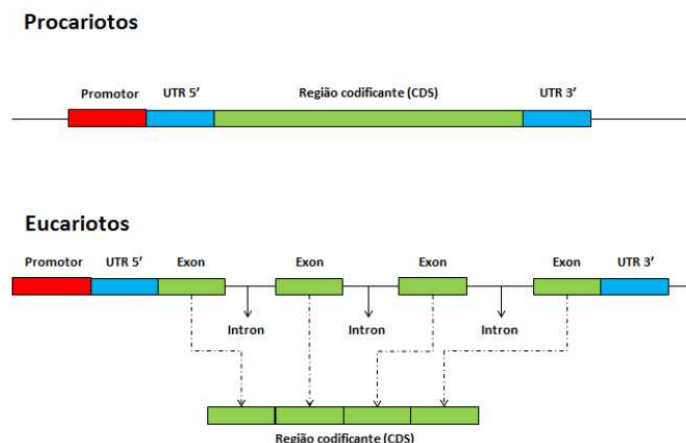 Procariotos
Promotor UTR 5' Região codificante (CDS) UTR 3'
Eucariotos
Promotor UTR 5' Exon Exon Exon Exon UTR 3'
Intron Intron Intron
Região codificante (CDS)